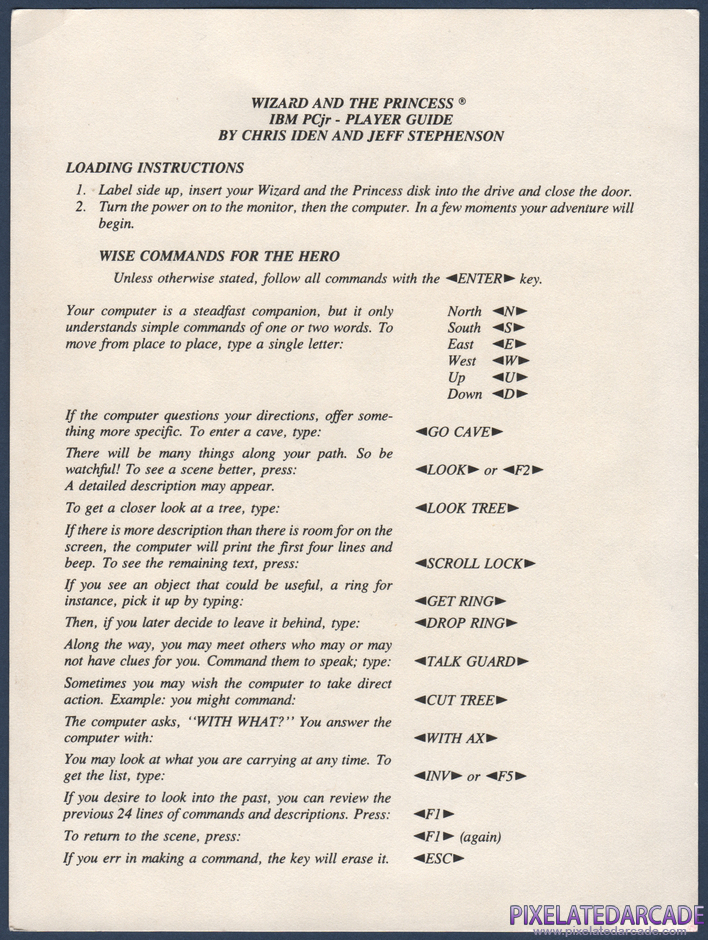 WIZARD AND THE PRINCESS ®
IBM PCjr - PLAYER GUIDE
BY CHRIS IDEN AND JEFF STEPHENSON
LOADING INSTRUCTIONS
1. Label side up, insert your Wizard and the Princess disk into the drive and close the door.
2. Turn the power on to the monitor, then the computer. In a few moments your adventure will
begin.
WISE COMMANDS FOR THE HERO
Unless otherwise stated, follow all commands with the ◄ENTER► key.
Your computer is a steadfast companion, but it only
understands simple commands of one or two words. To
move from place to place, type a single letter:
North ◄N►
South ◄S►
East ◄E►
West ◄W►
Up ◄U►
Down ◄D►
If the computer questions your directions, offer some-
thing more specific. To enter a cave, type: ◄GO CAVE►
There will be many things along your path. So be
watchful! To see a scene better, press: ◄LOOK► or ◄F2►
A detailed description may appear.
To get a closer look at a tree, type: ◄LOOK TREE►
If there is more description than there is room for on the
screen, the computer will print the first four lines and
beep. To see the remaining text, press: ◄SCROLL LOCK►
If you see an object that could be useful, a ring for
instance, pick it up by typing: ◄GET RING►
Then, if you later decide to leave it behind, type: ◄DROP RING►
Along the way, you may meet others who may or may
not have clues for you. Command them to speak; type: ◄TALK GUARD►
Sometimes you may wish the computer to take direct
action. Example: you might command: ◄CUT TREE►
The computer asks, "WITH WHAT?" You answer the
computer with: ◄WITH AX►
You may look at what you are carrying at any time. To
get the list, type: ◄INV► or ◄F5►
If you desire to look into the past, you can review the
previous 24 lines of commands and descriptions. Press: ◄F1►
To return to the scene, press: ◄F1► (again)
If you err in making a command, the key will erase it. ◄ESC►
PIXELATEDARCADE
www.pixelatedarcade.com